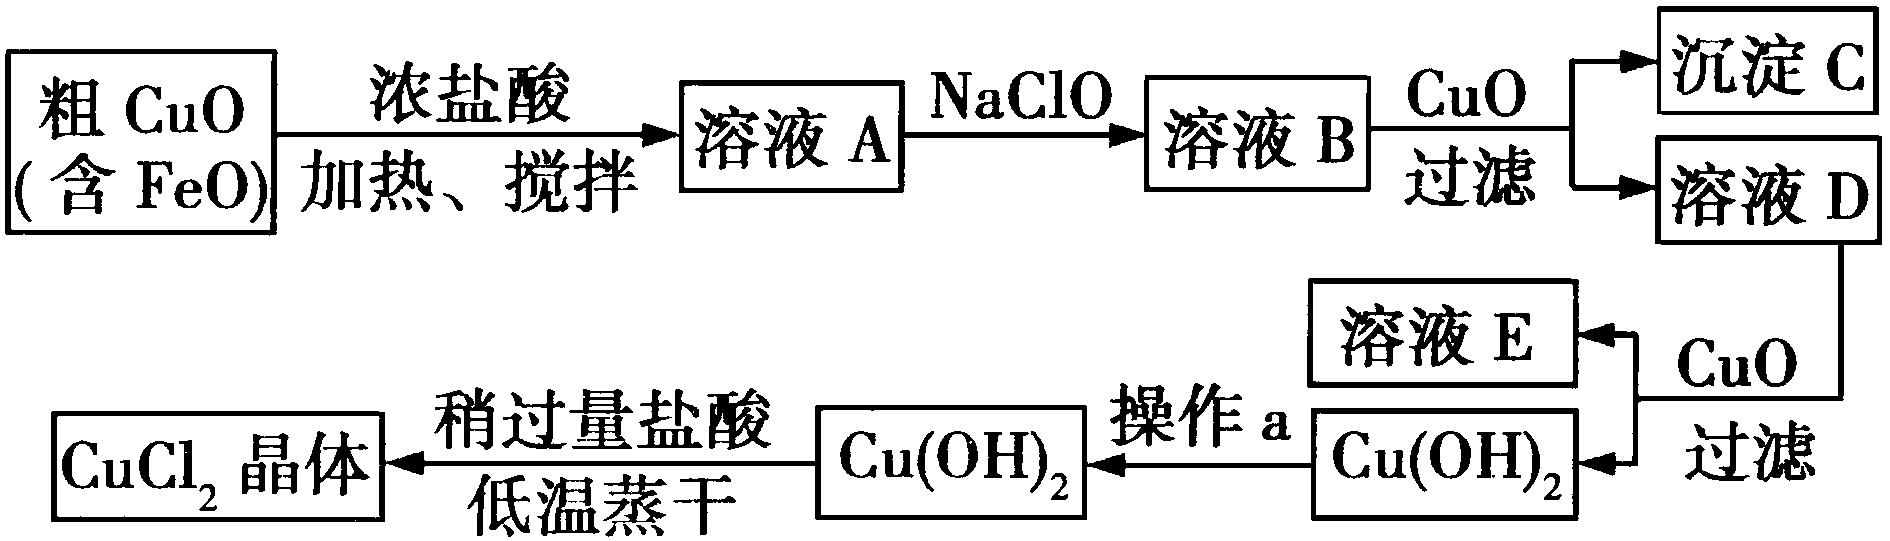 粗 CuO
(含 FeO)
浓盐酸
加热、搅拌
溶液 A
NaClO
溶液 B
CuO
过滤
沉淀 C
溶液 D
CuO
过滤
溶液 E
Cu(OH)₂
操作 a
Cu(OH)₂
稍过量盐酸
低温蒸干
CuCl₂ 晶体